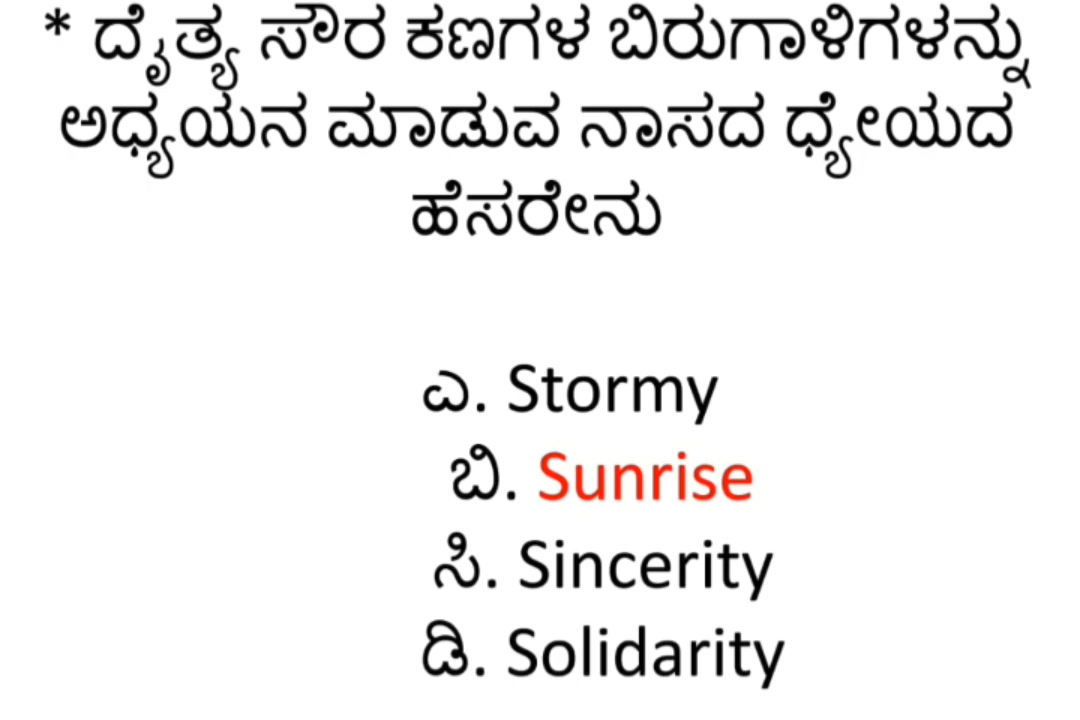 * ದೈತ್ಯ ಸೌರ ಕಣಗಳ ಬಿರುಗಾಳಿಗಳನ್ನು
ಅಧ್ಯಯನ ಮಾಡುವ ನಾಸದ ಧ್ಯೇಯದ
ಹೆಸರೇನು
ಎ. Stormy
ಬಿ. Sunrise
ಸಿ. Sincerity
ಡಿ. Solidarity